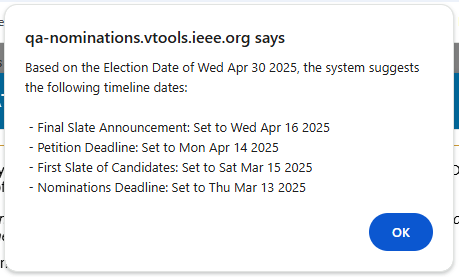 qa-nominations.vtools.ieee.org says
Based on the Election Date of Wed Apr 30 2025, the system suggests
the following timeline dates:
- Final Slate Announcement: Set to Wed Apr 16 2025
- Petition Deadline: Set to Mon Apr 14 2025
- First Slate of Candidates: Set to Sat Mar 15 2025
- Nominations Deadline: Set to Thu Mar 13 2025
OK